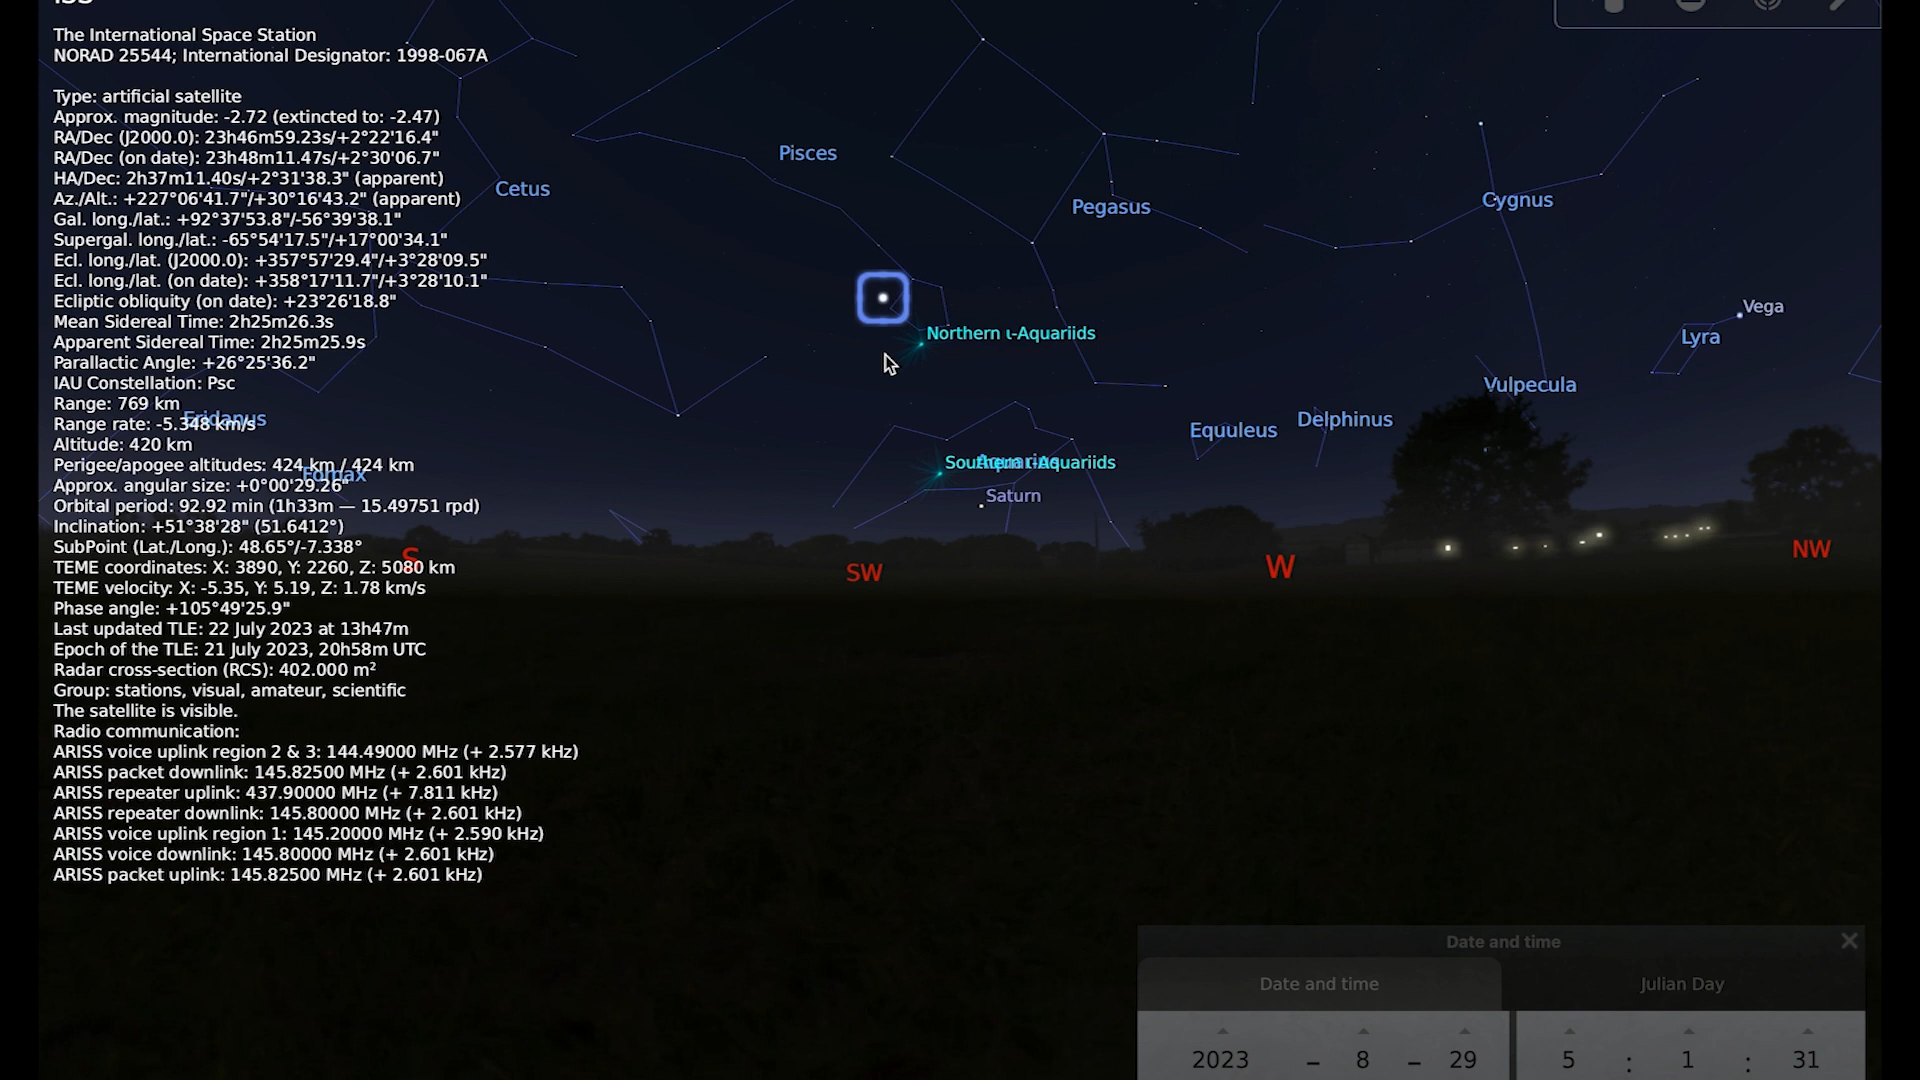 ISS
The International Space Station
NORAD 25544; International Designator: 1998-067A
Type: artificial satellite
Approx. magnitude: -2.72 (extincted to: -2.47)
RA/Dec (J2000.0): 23h46m59.23s/+2°22'16.4"
RA/Dec (on date): 23h48m11.47s/+2°30'06.7"
HA/Dec: 2h37m11.40s/+2°31'38.3" (apparent)
Az./Alt.: +227°06'41.7"/+30°16'43.2" (apparent)
Gal. long./lat.: +92°37'53.8"/-56°39'38.1"
Supergal. long./lat.: -65°54'17.5"/+17°00'34.1"
Ecl. long./lat. (J2000.0): +357°57'29.4"/+3°28'09.5"
Ecl. long./lat. (on date): +358°17'11.7"/+3°28'10.1"
Ecliptic obliquity (on date): +23°26'18.8"
Mean Sidereal Time: 2h25m26.3s
Apparent Sidereal Time: 2h25m25.9s
Parallactic Angle: +26°25'36.2"
IAU Constellation: Psc
Range: 769 km
Range rate: -5.348 km/s
Altitude: 420 km
Perigee/apogee altitudes: 424 km / 424 km
Approx. angular size: +0°00'29.26"
Orbital period: 92.92 min (1h33m — 15.49751 rpd)
Inclination: +51°38'28" (51.6412°)
SubPoint (Lat./Long.): 48.65°/-7.338°
TEME coordinates: X: 3890, Y: 2260, Z: 5080 km
TEME velocity: X: -5.35, Y: 5.19, Z: 1.78 km/s
Phase angle: +105°49'25.9"
Last updated TLE: 22 July 2023 at 13h47m
Epoch of the TLE: 21 July 2023, 20h58m UTC
Radar cross-section (RCS): 402.000 m²
Group: stations, visual, amateur, scientific
The satellite is visible.
Radio communication:
ARISS voice uplink region 2 & 3: 144.49000 MHz (+ 2.577 kHz)
ARISS packet downlink: 145.82500 MHz (+ 2.601 kHz)
ARISS repeater uplink: 437.90000 MHz (+ 7.811 kHz)
ARISS repeater downlink: 145.80000 MHz (+ 2.601 kHz)
ARISS voice uplink region 1: 145.20000 MHz (+ 2.590 kHz)
ARISS voice downlink: 145.80000 MHz (+ 2.601 kHz)
ARISS packet uplink: 145.82500 MHz (+ 2.601 kHz)
Pisces
Cetus
Pegasus
Cygnus
Vega
Northern ι-Aquariids
Lyra
Vulpecula
Eridanus
Delphinus
Equuleus
Southern ι-Aquariids
Aquarius
Fornax
Saturn
S
SW
W
NW
Date and time
Date and time
Julian Day
2023 – 8 – 29
5 : 1 : 31